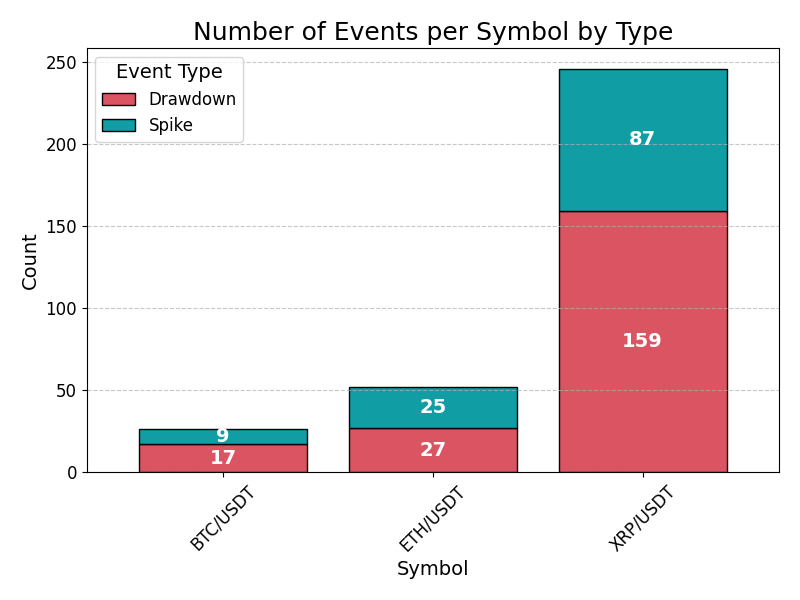 Number of Events per Symbol by Type
Event Type
Drawdown
Spike
Count
250
200
150
100
50
0
87
159
25
27
9
17
BTC/USDT
ETH/USDT
XRP/USDT
Symbol